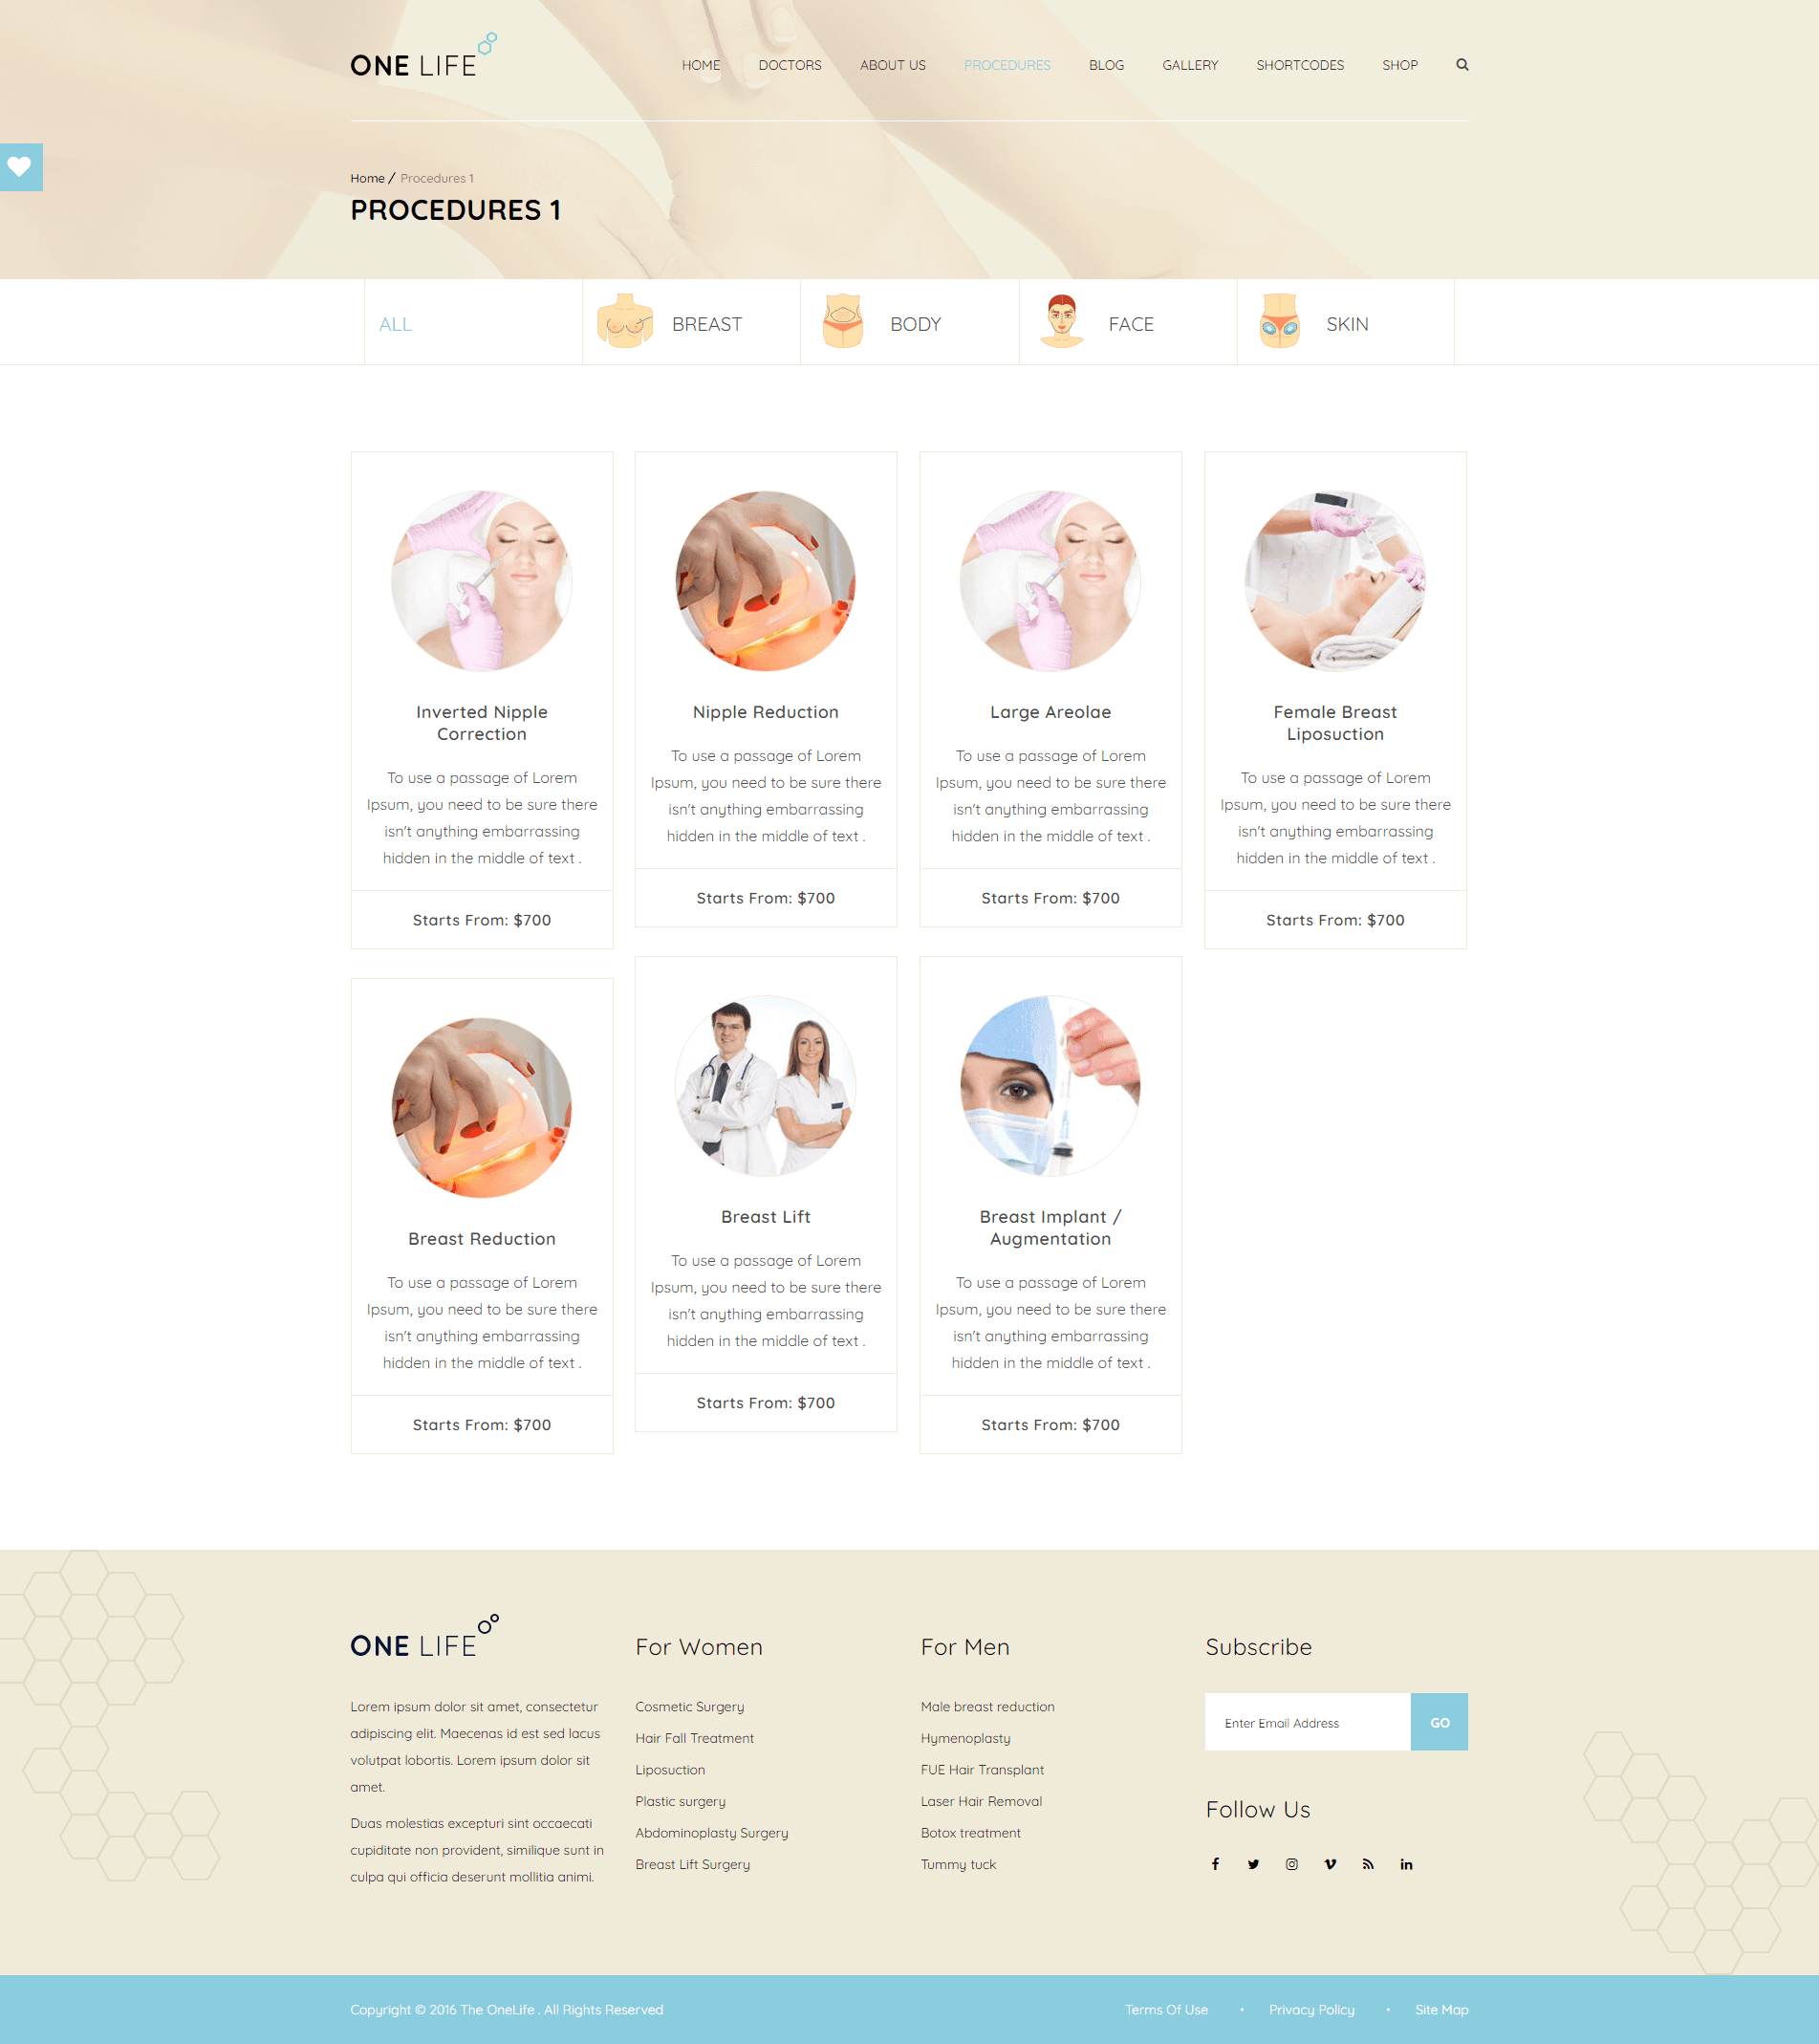 ONE LIFE
HOME DOCTORS ABOUT US PROCEDURES BLOG GALLERY SHORTCODES SHOP
Home / Procedures 1
PROCEDURES 1
ALL BREAST BODY FACE SKIN
Inverted Nipple
Correction
To use a passage of Lorem
Ipsum, you need to be sure there
isn't anything embarrassing
hidden in the middle of text .
Starts From: $700
Nipple Reduction
To use a passage of Lorem
Ipsum, you need to be sure there
isn't anything embarrassing
hidden in the middle of text .
Starts From: $700
Large Areolae
To use a passage of Lorem
Ipsum, you need to be sure there
isn't anything embarrassing
hidden in the middle of text .
Starts From: $700
Female Breast
Liposuction
To use a passage of Lorem
Ipsum, you need to be sure there
isn't anything embarrassing
hidden in the middle of text .
Starts From: $700
Breast Reduction
To use a passage of Lorem
Ipsum, you need to be sure there
isn't anything embarrassing
hidden in the middle of text .
Starts From: $700
Breast Lift
To use a passage of Lorem
Ipsum, you need to be sure there
isn't anything embarrassing
hidden in the middle of text .
Starts From: $700
Breast Implant /
Augmentation
To use a passage of Lorem
Ipsum, you need to be sure there
isn't anything embarrassing
hidden in the middle of text .
Starts From: $700
ONE LIFE
Lorem ipsum dolor sit amet, consectetur
adipiscing elit. Maecenas id est sed lacus
volutpat lobortis. Lorem ipsum dolor sit
amet.
Duas molestias excepturi sint occaecati
cupiditate non provident, similique sunt in
culpa qui officia deserunt mollitia animi.
For Women
Cosmetic Surgery
Hair Fall Treatment
Liposuction
Plastic surgery
Abdominoplasty Surgery
Breast Lift Surgery
For Men
Male breast reduction
Hymenoplasty
FUE Hair Transplant
Laser Hair Removal
Botox treatment
Tummy tuck
Subscribe
Enter Email Address GO
Follow Us
Copyright © 2016 The OneLife . All Rights Reserved
Terms Of Use • Privacy Policy • Site Map